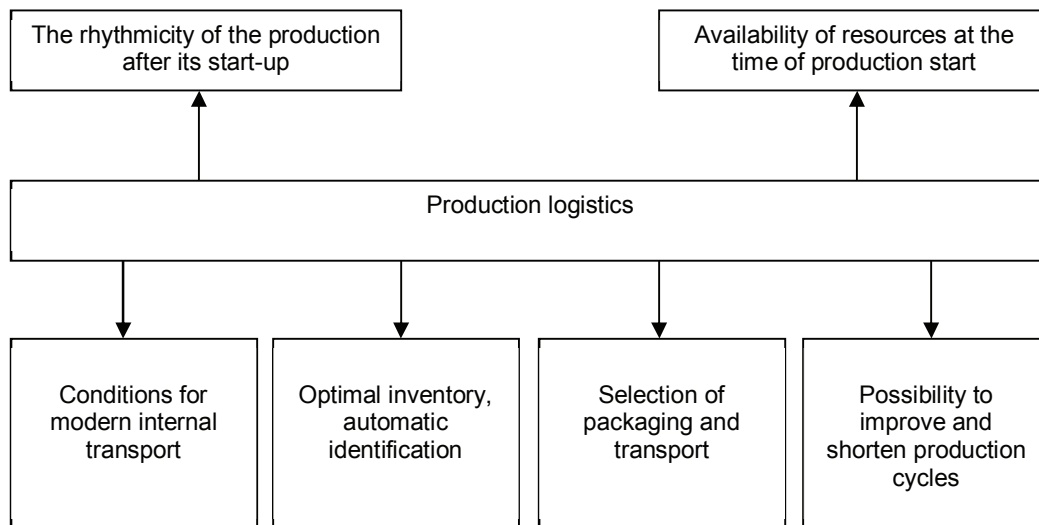 The rhythmicity of the production
after its start-up
Availability of resources at the
time of production start
Production logistics
Conditions for
modern internal
transport
Optimal inventory,
automatic
identification
Selection of
packaging and
transport
Possibility to
improve and
shorten production
cycles